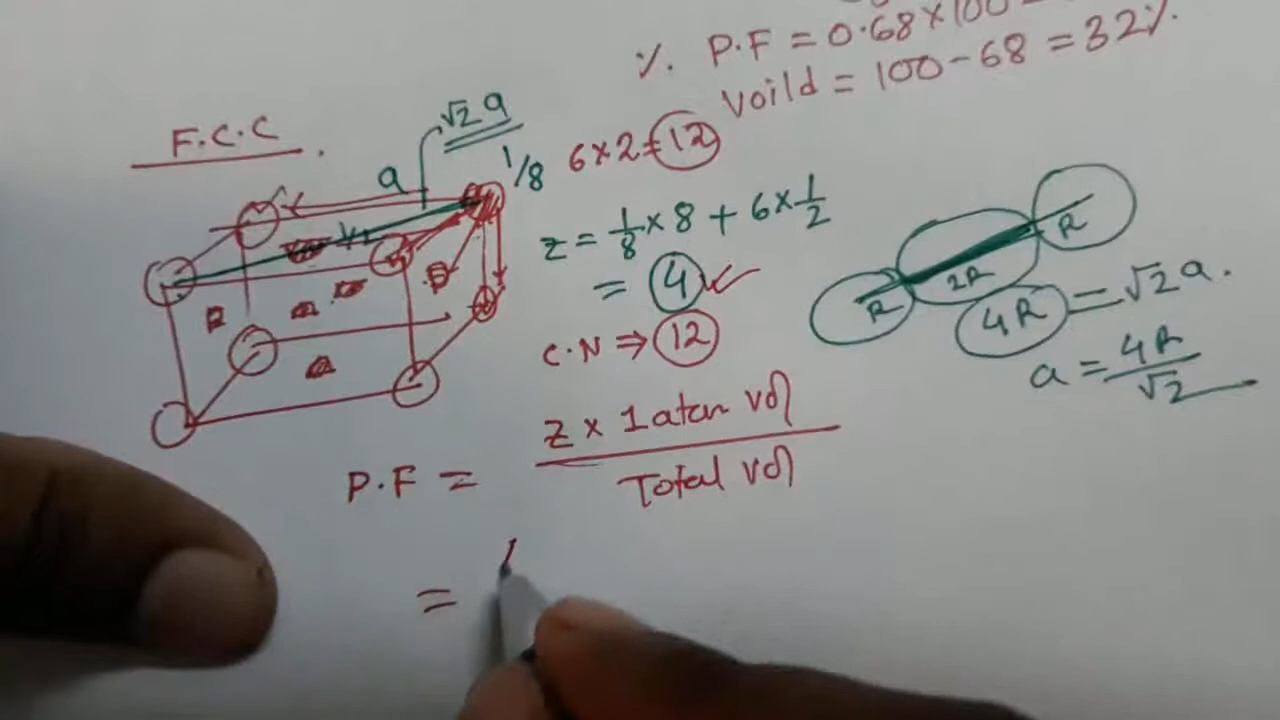 % P.F = 0.68 x 100
Voild = 100 - 68 = 32%
F.C.C
√2 a
a
1/8
6 x 2 = 12
z = 1/8 x 8 + 6 x 1/2
= 4
C.N ⇒ 12
R 2R R
4R = √2 a.
a = 4R/√2
P.F = z x 1 atom vol / Total vol
=